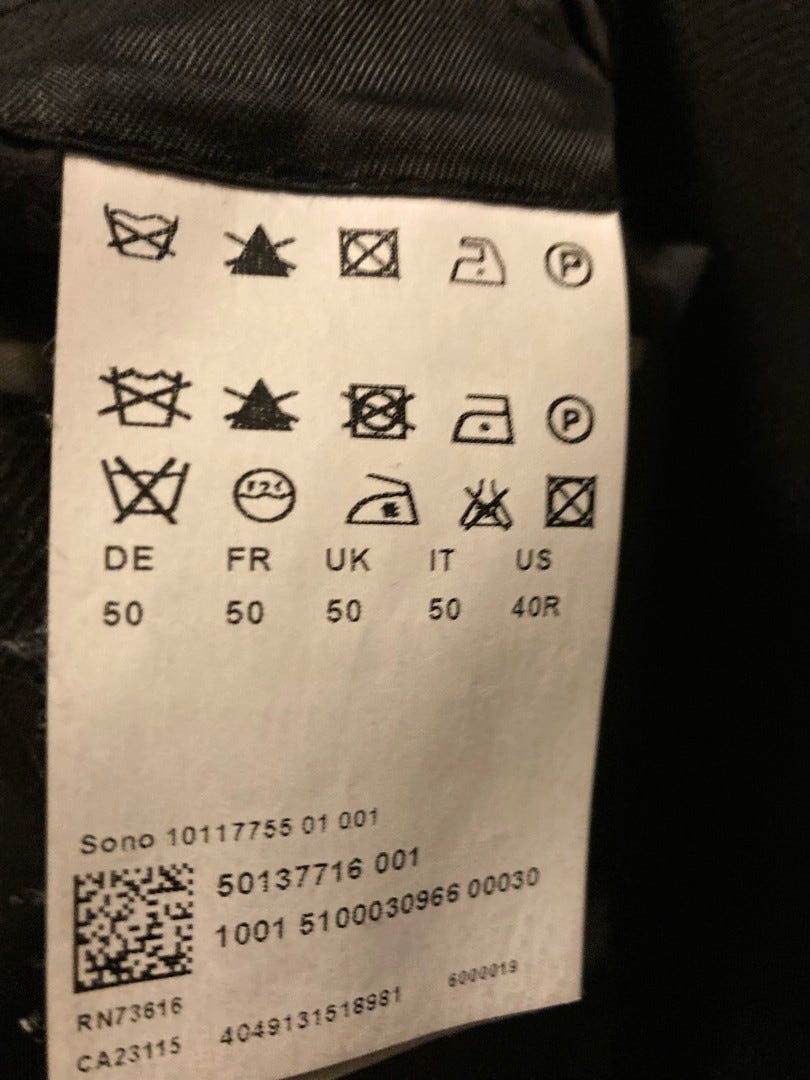 P
P
DE FR UK IT US
50 50 50 50 40R
Sono 10117755 01 001
50137716 001
1001 5100030966 00030
RN73616
CA23115 4049131518981 6000019